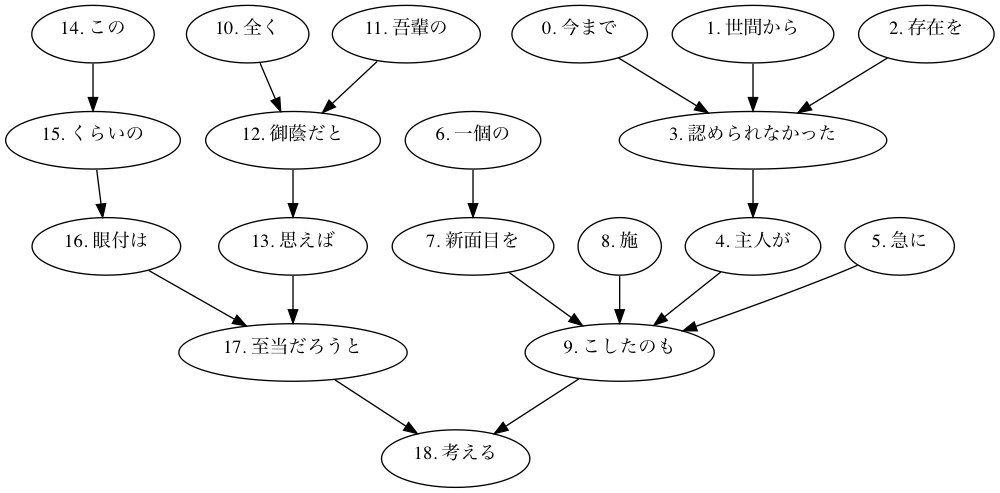 14. この
10. 全く
11. 吾輩の
0. 今まで
1. 世間から
2. 存在を
15. くらいの
12. 御蔭だと
6. 一個の
3. 認められなかった
16. 眼付は
13. 思えば
7. 新面目を
8. 施
4. 主人が
5. 急に
17. 至当だろうと
9. こしたのも
18. 考える